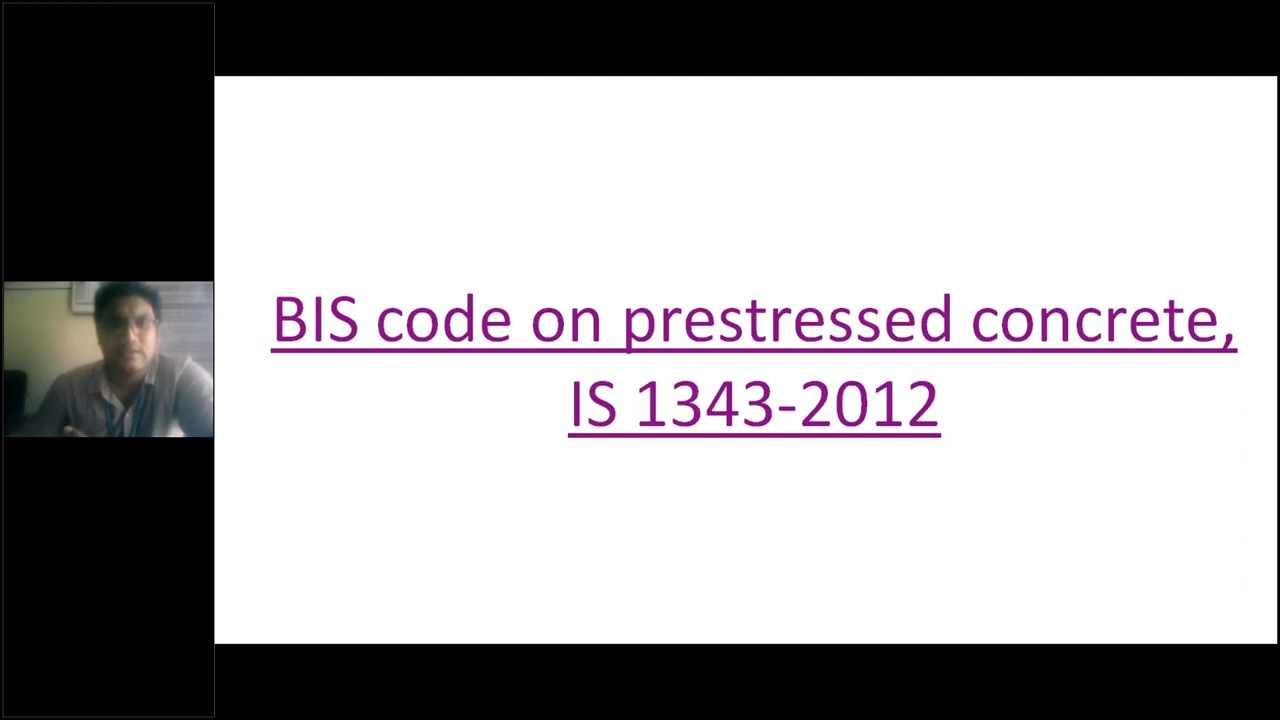 BIS code on prestressed concrete,
IS 1343-2012